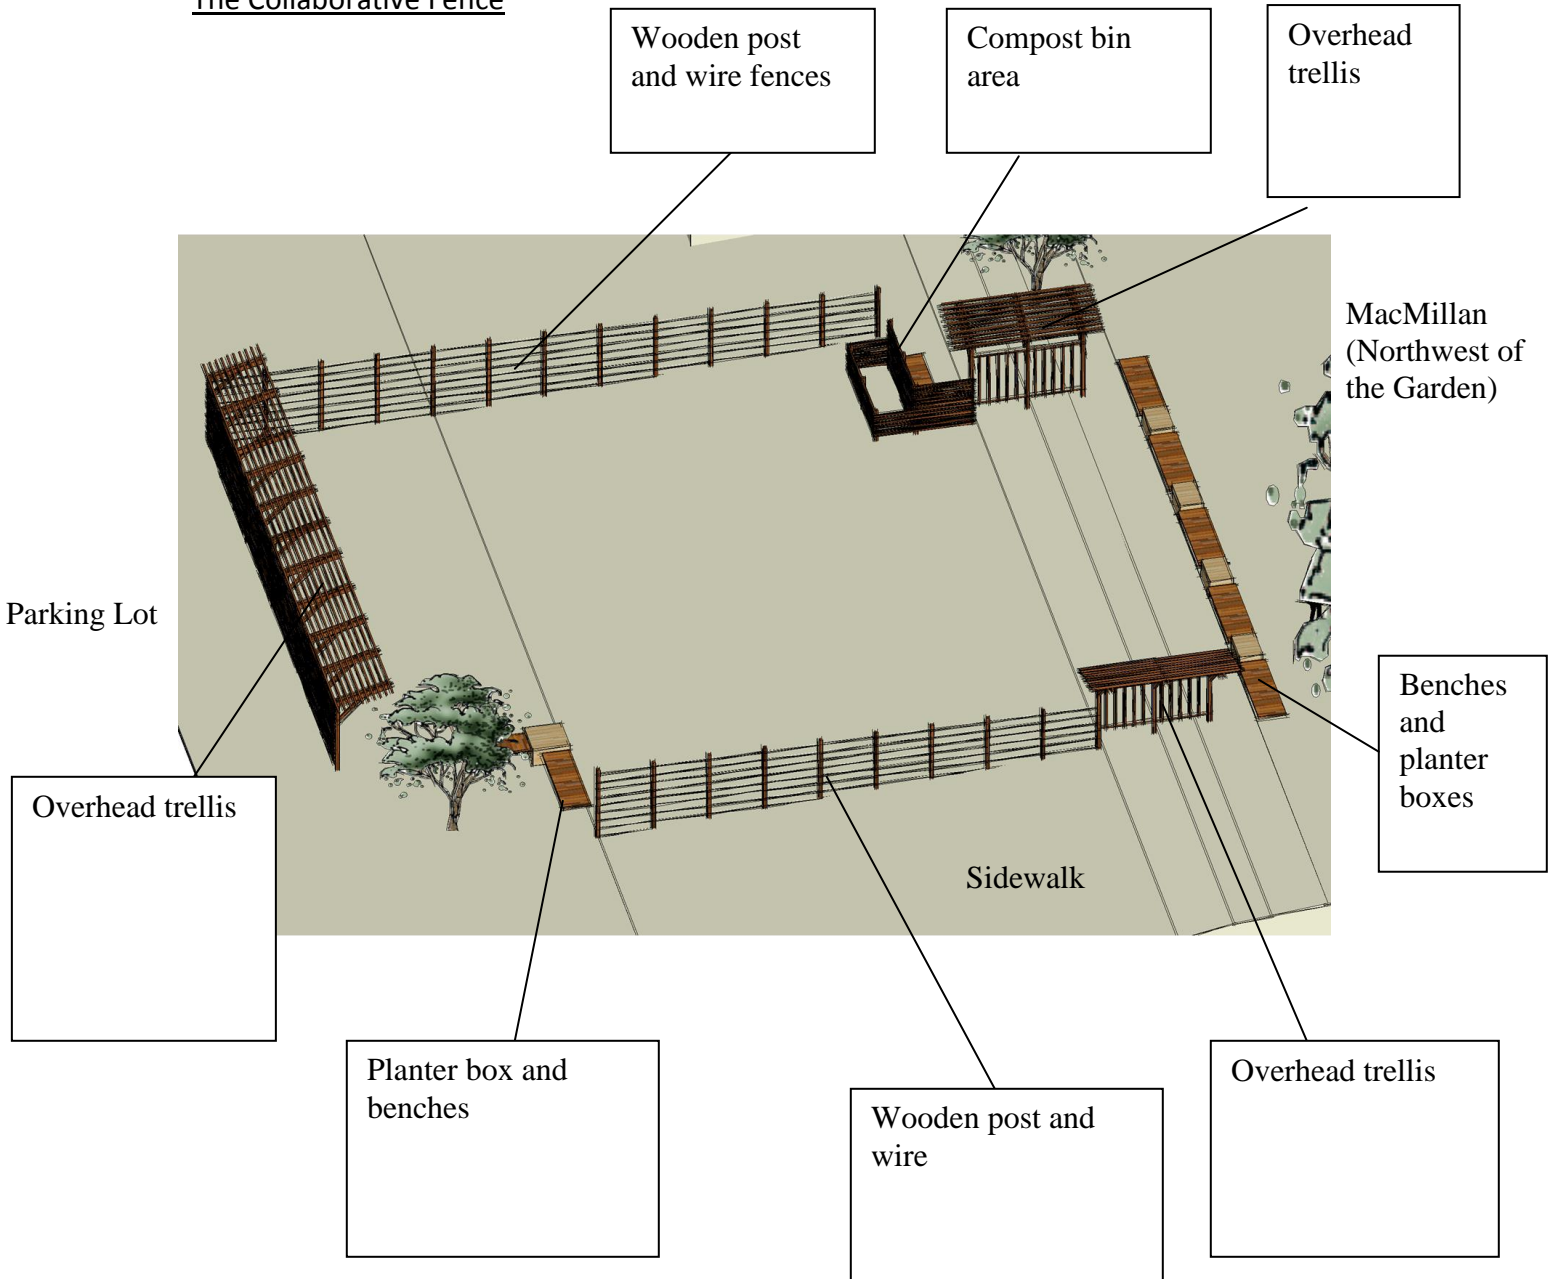 The Collaborative Fence
Wooden post
and wire fences
Compost bin
area
Overhead
trellis
MacMillan
(Northwest of
the Garden)
Parking Lot
Benches
and
planter
boxes
Overhead trellis
Sidewalk
Planter box and
benches
Wooden post and
wire
Overhead trellis